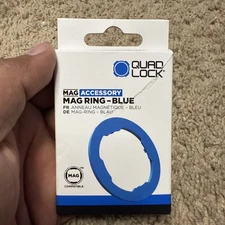 QUAD
LOCK
MAG ACCESSORY
MAG RING – BLUE
FR ANNEAU MAGNÉTIQUE – BLEU
DE MAG-RING – BLAU
MAG
COMPATIBLE